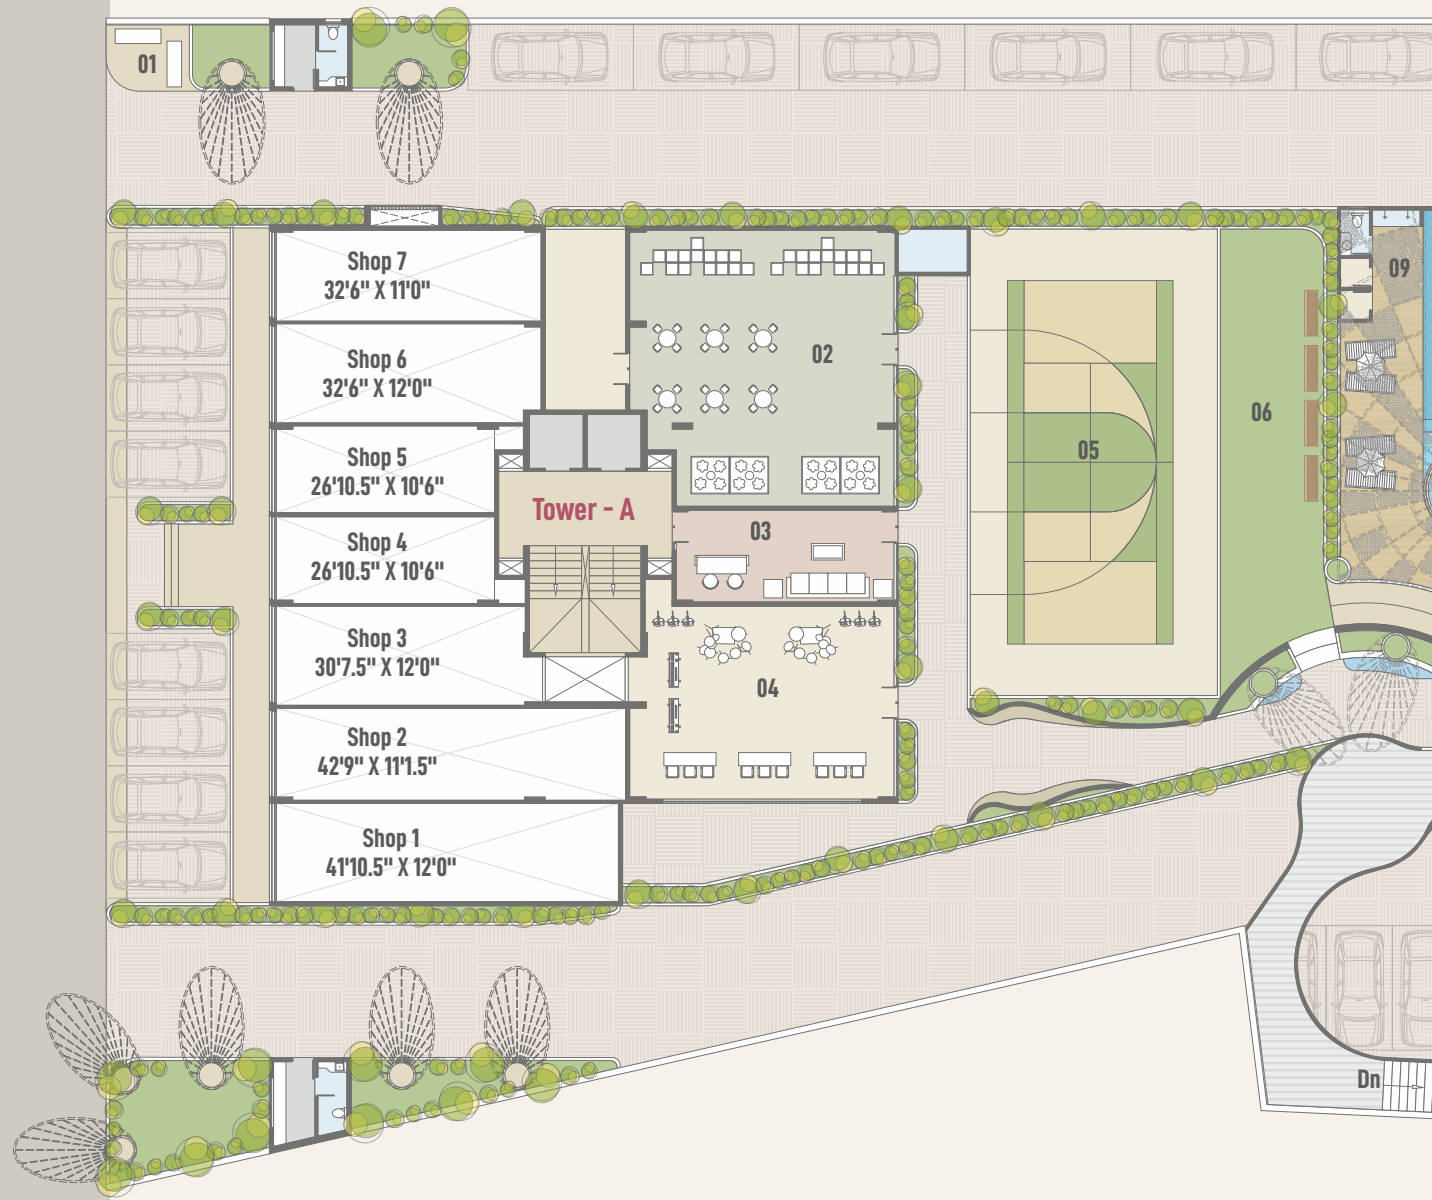 01
Shop 7
32'6" X 11'0"
09
Shop 6
32'6" X 12'0"
02
06
Shop 5
26'10.5" X 10'6"
05
Tower - A
03
Shop 4
26'10.5" X 10'6"
Shop 3
30'7.5" X 12'0"
04
Shop 2
42'9" X 11'1.5"
Shop 1
41'10.5" X 12'0"
Dn